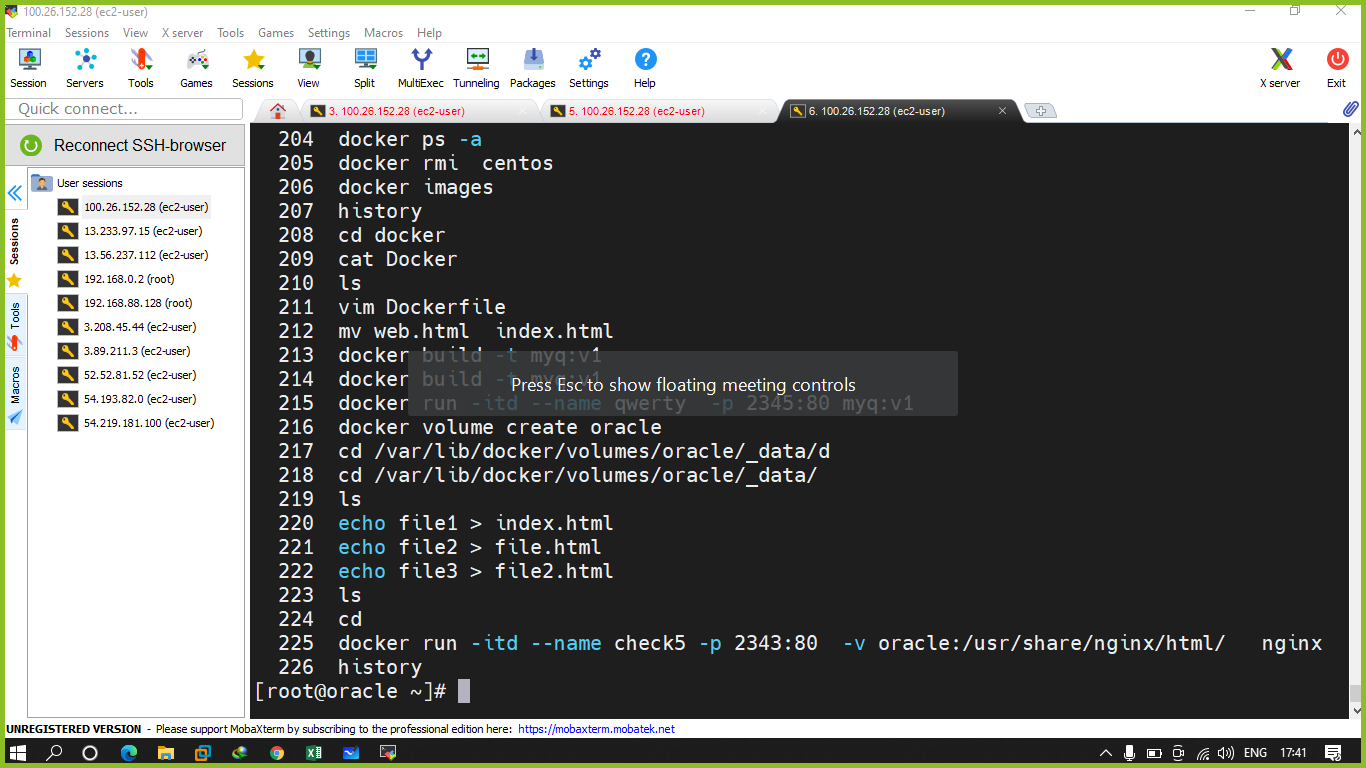 100.26.152.28 (ec2-user)
Terminal Sessions View X server Tools Games Settings Macros Help
Session Servers Tools Games Sessions View Split MultiExec Tunneling Packages Settings Help X server Exit
Quick connect...
3. 100.26.152.28 (ec2-user)
5. 100.26.152.28 (ec2-user)
6. 100.26.152.28 (ec2-user)
Reconnect SSH-browser
Sessions
Tools
Macros
User sessions
100.26.152.28 (ec2-user)
13.233.97.15 (ec2-user)
13.56.237.112 (ec2-user)
192.168.0.2 (root)
192.168.88.128 (root)
3.208.45.44 (ec2-user)
3.89.211.3 (ec2-user)
52.52.81.52 (ec2-user)
54.193.82.0 (ec2-user)
54.219.181.100 (ec2-user)
204 docker ps -a
205 docker rmi centos
206 docker images
207 history
208 cd docker
209 cat Docker
210 ls
211 vim Dockerfile
212 mv web.html index.html
213 docker build -t myq:v1
214 docker build -t myq:v1
215 docker run -itd --name qwerty -p 2345:80 myq:v1
216 docker volume create oracle
217 cd /var/lib/docker/volumes/oracle/_data/d
218 cd /var/lib/docker/volumes/oracle/_data/
219 ls
220 echo file1 > index.html
221 echo file2 > file.html
222 echo file3 > file2.html
223 ls
224 cd
225 docker run -itd --name check5 -p 2343:80 -v oracle:/usr/share/nginx/html/ nginx
226 history
[root@oracle ~]#
Press Esc to show floating meeting controls
UNREGISTERED VERSION - Please support MobaXterm by subscribing to the professional edition here: https://mobaxterm.mobatek.net
ENG 17:41